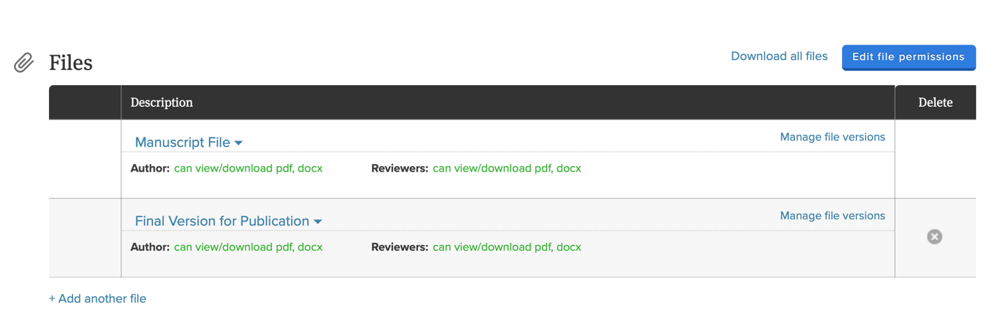 Files
Download all files
Edit file permissions
Description
Delete
Manuscript File
Manage file versions
Author: can view/download pdf, docx
Reviewers: can view/download pdf, docx
Final Version for Publication
Manage file versions
Author: can view/download pdf, docx
Reviewers: can view/download pdf, docx
+ Add another file